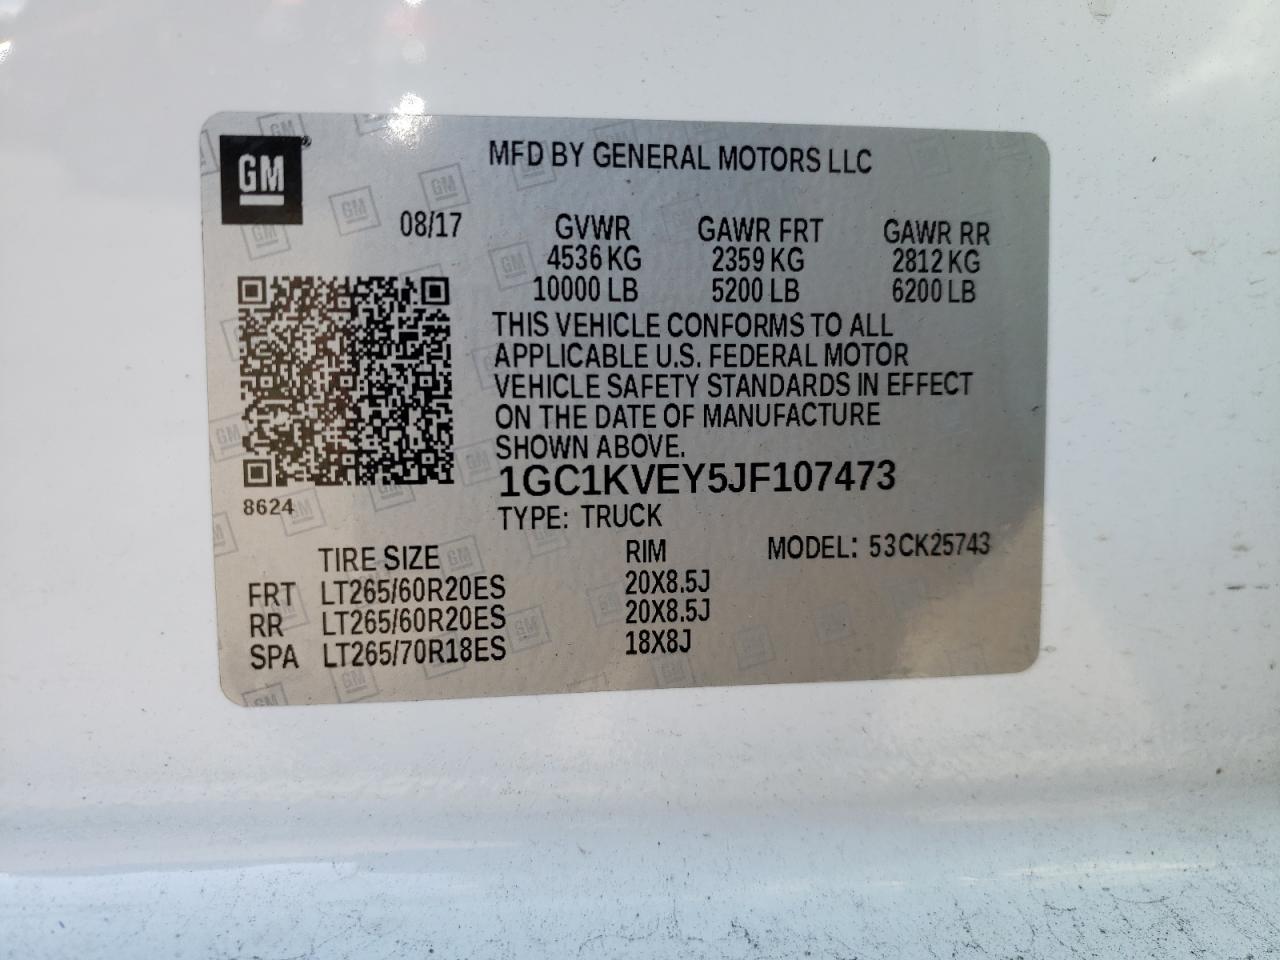 GM
MFD BY GENERAL MOTORS LLC
08/17 GVWR GAWR FRT GAWR RR
4536 KG 2359 KG 2812 KG
10000 LB 5200 LB 6200 LB
THIS VEHICLE CONFORMS TO ALL
APPLICABLE U.S. FEDERAL MOTOR
VEHICLE SAFETY STANDARDS IN EFFECT
ON THE DATE OF MANUFACTURE
SHOWN ABOVE.
1GC1KVEY5JF107473
8624
TYPE: TRUCK
TIRE SIZE RIM MODEL: 53CK25743
FRT LT265/60R20ES 20X8.5J
RR LT265/60R20ES 20X8.5J
SPA LT265/70R18ES 18X8J